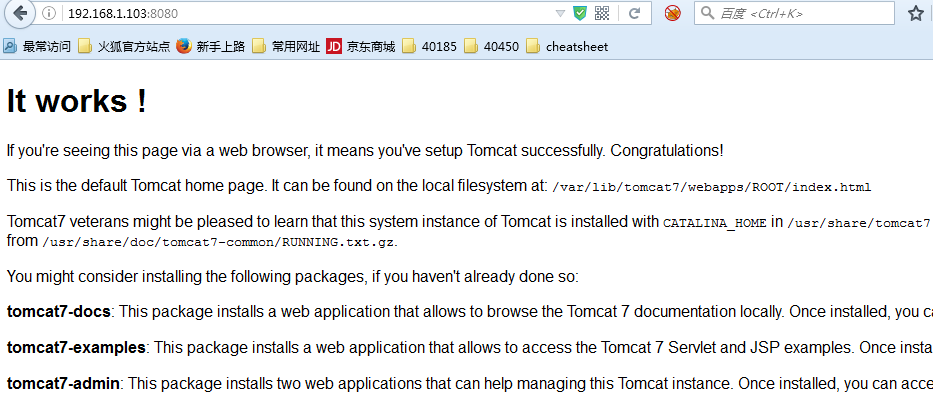 192.168.1.103:8080
百度 <Ctrl+K>
最常访问 火狐官方站点 新手上路 常用网址 JD 京东商城 40185 40450 cheatsheet
It works !
If you're seeing this page via a web browser, it means you've setup Tomcat successfully. Congratulations!
This is the default Tomcat home page. It can be found on the local filesystem at: /var/lib/tomcat7/webapps/ROOT/index.html
Tomcat7 veterans might be pleased to learn that this system instance of Tomcat is installed with CATALINA_HOME in /usr/share/tomcat7
from /usr/share/doc/tomcat7-common/RUNNING.txt.gz.
You might consider installing the following packages, if you haven't already done so:
tomcat7-docs: This package installs a web application that allows to browse the Tomcat 7 documentation locally. Once installed, you ca
tomcat7-examples: This package installs a web application that allows to access the Tomcat 7 Servlet and JSP examples. Once insta
tomcat7-admin: This package installs two web applications that can help managing this Tomcat instance. Once installed, you can acce